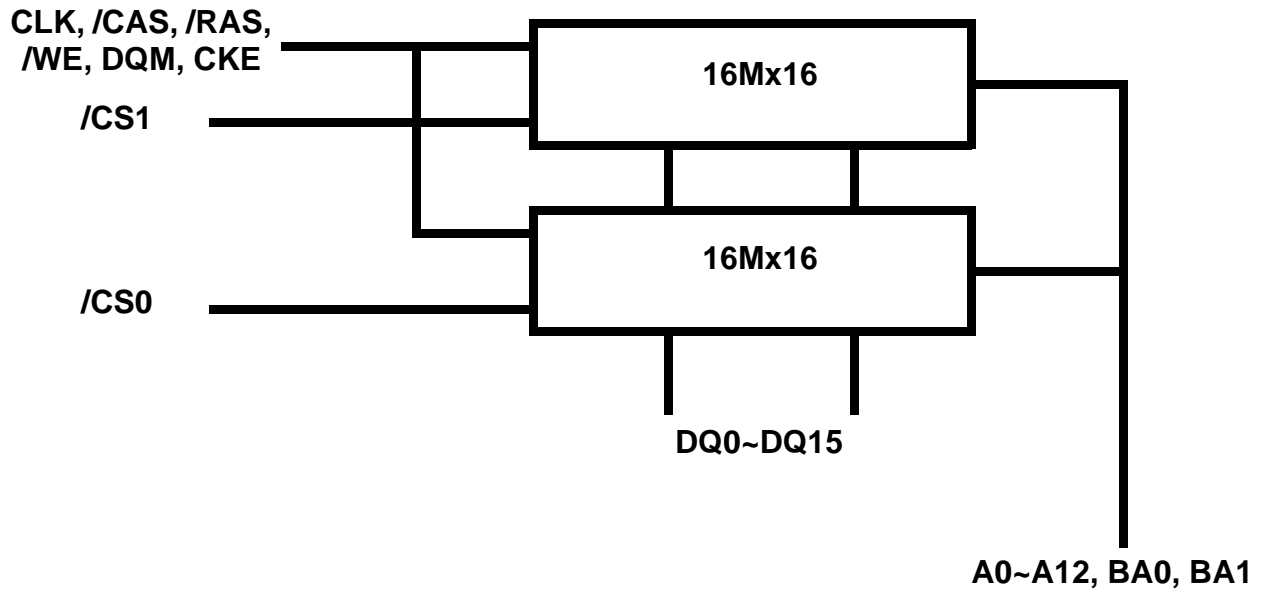 CLK, /CAS, /RAS,
/WE, DQM, CKE
16Mx16
/CS1
16Mx16
/CS0
DQ0~DQ15
A0~A12, BA0, BA1